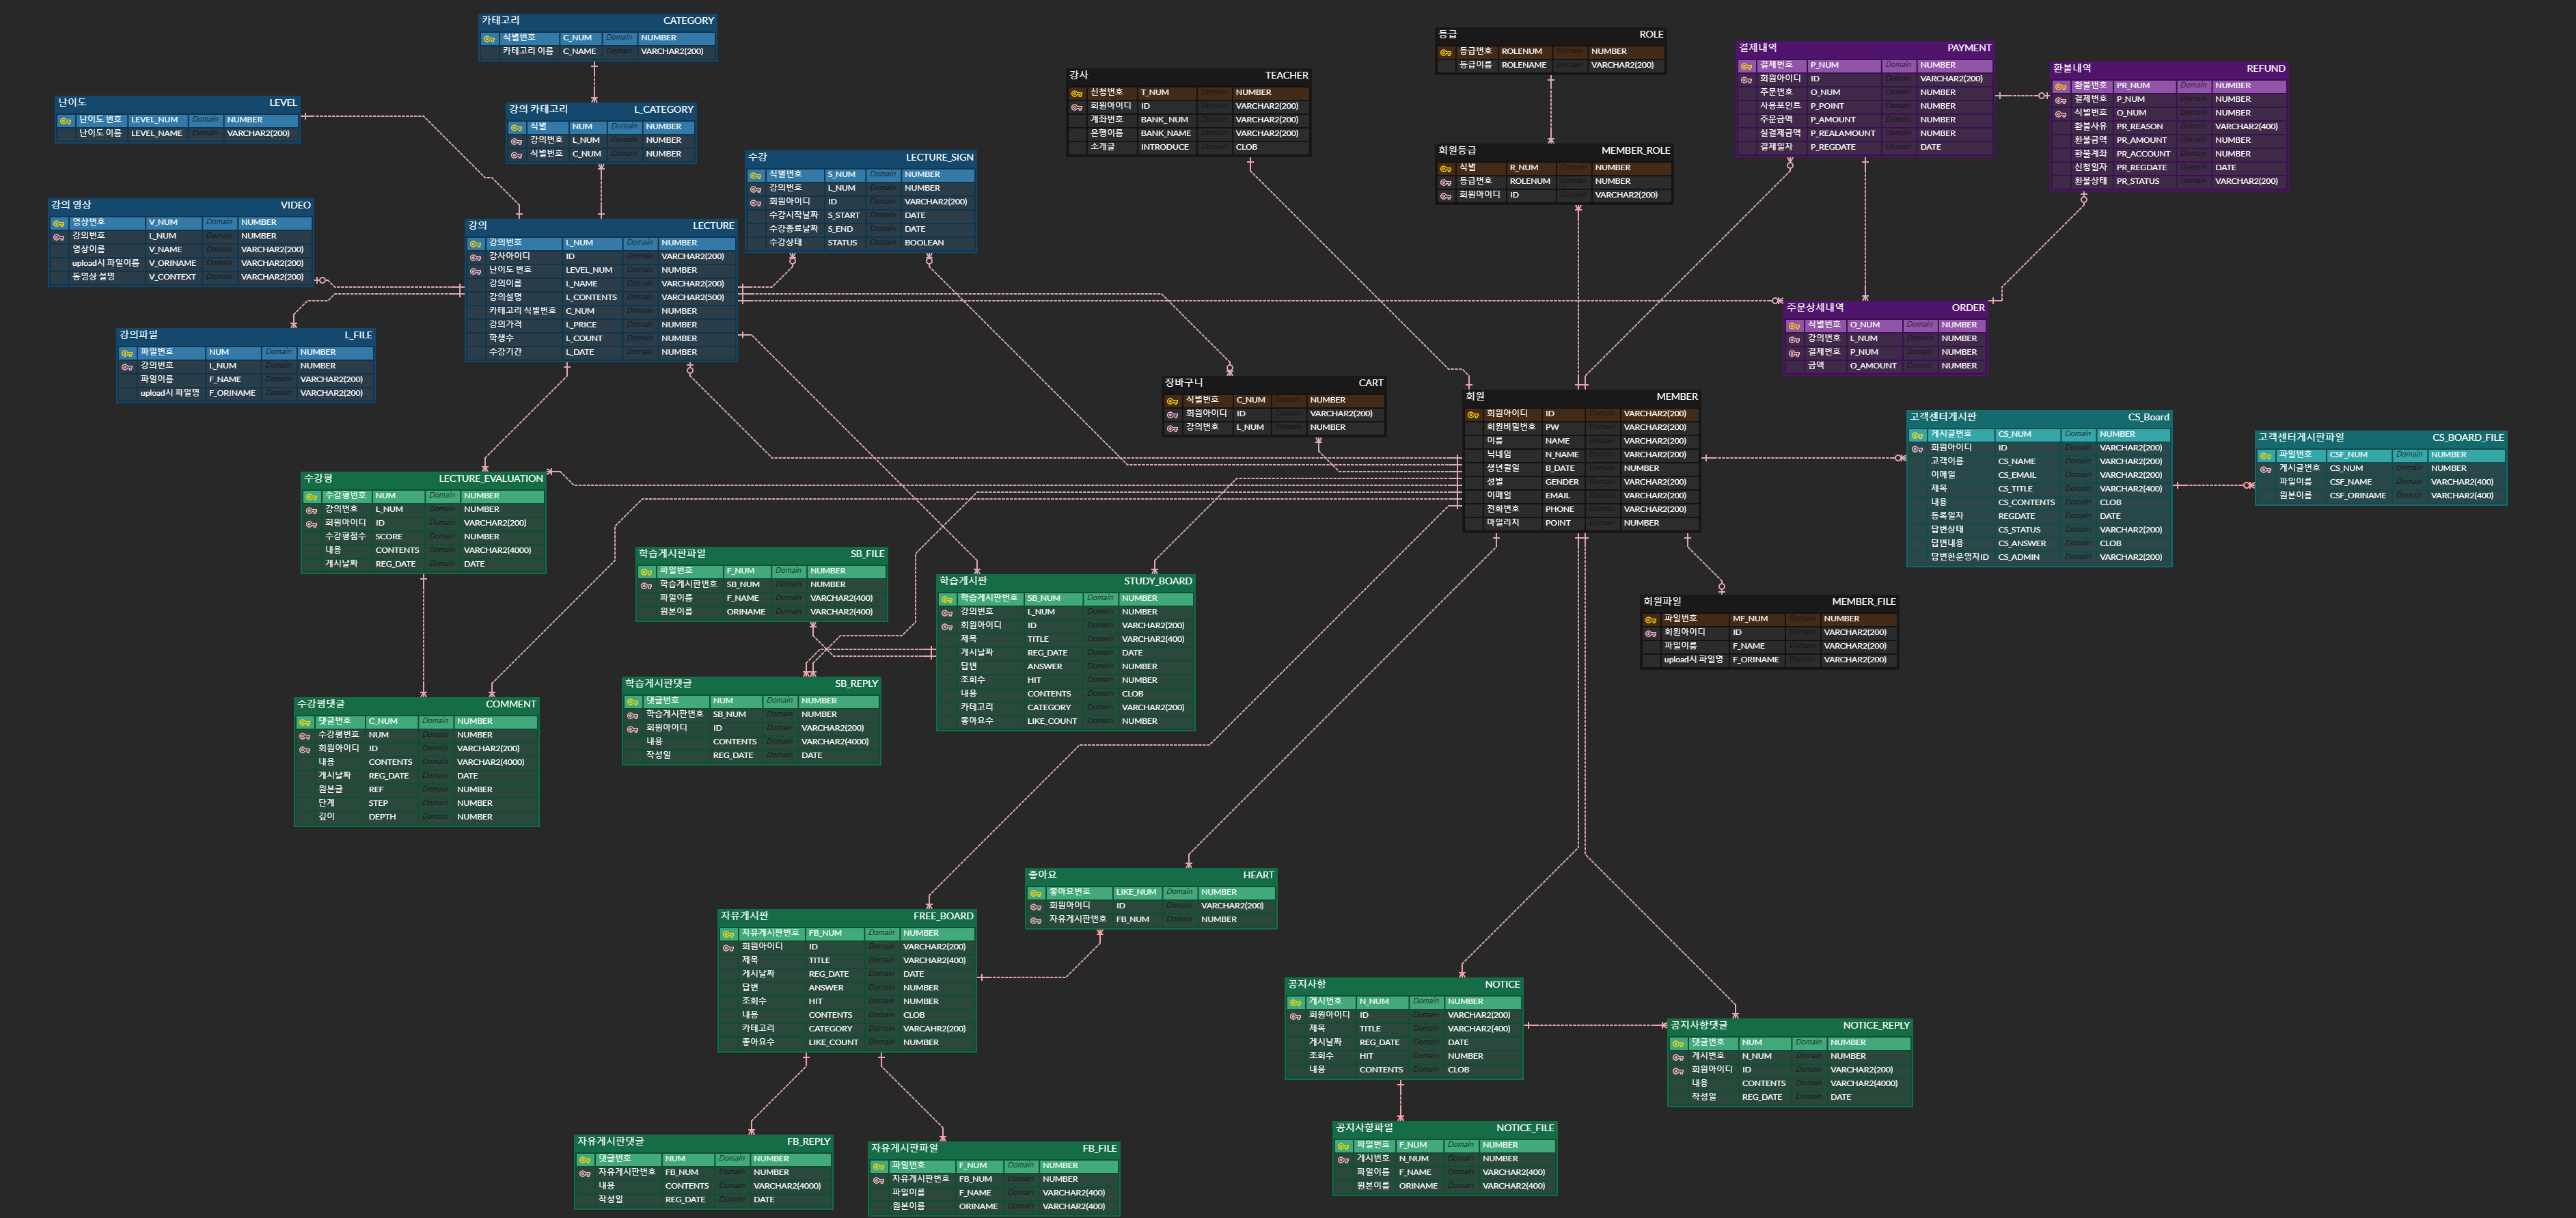 카테고리 CATEGORY
식별번호 C_NUM Domain NUMBER
카테고리 이름 C_NAME Domain VARCHAR2(200)
난이도 LEVEL
난이도 번호 LEVEL_NUM Domain NUMBER
난이도 이름 LEVEL_NAME Domain VARCHAR2(200)
강의 카테고리 L_CATEGORY
식별 NUM Domain NUMBER
강의번호 L_NUM Domain NUMBER
식별번호 C_NUM Domain NUMBER
수강 LECTURE_SIGN
식별번호 S_NUM Domain NUMBER
강의번호 L_NUM Domain NUMBER
회원아이디 ID Domain VARCHAR2(200)
수강시작날짜 S_START Domain DATE
수강종료날짜 S_END Domain DATE
수강상태 STATUS Domain BOOLEAN
강사 TEACHER
신청번호 T_NUM Domain NUMBER
회원아이디 ID Domain VARCHAR2(200)
계좌번호 BANK_NUM Domain VARCHAR2(200)
은행이름 BANK_NAME Domain VARCHAR2(200)
소개글 INTRODUCE Domain CLOB
등급 ROLE
등급번호 ROLENUM Domain NUMBER
등급이름 ROLENAME Domain VARCHAR2(200)
회원등급 MEMBER_ROLE
식별 R_NUM Domain NUMBER
등급번호 ROLENUM Domain NUMBER
회원아이디 ID Domain VARCHAR2(200)
결제내역 PAYMENT
결제번호 P_NUM Domain NUMBER
회원아이디 ID Domain VARCHAR2(200)
주문번호 O_NUM Domain NUMBER
사용포인트 P_POINT Domain NUMBER
주문금액 P_AMOUNT Domain NUMBER
실결제금액 P_REALAMOUNT Domain NUMBER
결제일자 P_REGDATE Domain DATE
환불내역 REFUND
환불번호 PR_NUM Domain NUMBER
결제번호 P_NUM Domain NUMBER
식별번호 O_NUM Domain NUMBER
환불사유 PR_REASON Domain VARCHAR2(400)
환불금액 PR_AMOUNT Domain NUMBER
환불계좌 PR_ACCOUNT Domain NUMBER
신청일자 PR_REGDATE Domain DATE
환불상태 PR_STATUS Domain VARCHAR2(200)
강의 영상 VIDEO
영상번호 V_NUM Domain NUMBER
강의번호 L_NUM Domain NUMBER
영상이름 V_NAME Domain VARCHAR2(200)
upload시 파일이름 V_ORINAME Domain VARCHAR2(200)
동영상 설명 V_CONTEXT Domain VARCHAR2(200)
강의 LECTURE
강의번호 L_NUM Domain NUMBER
강사아이디 ID Domain VARCHAR2(200)
난이도 번호 LEVEL_NUM Domain NUMBER
강의이름 L_NAME Domain VARCHAR2(200)
강의설명 L_CONTENTS Domain VARCHAR2(500)
카테고리 식별번호 C_NUM Domain NUMBER
강의가격 L_PRICE Domain NUMBER
학생수 L_COUNT Domain NUMBER
수강기간 L_DATE Domain NUMBER
강의파일 L_FILE
파일번호 NUM Domain NUMBER
강의번호 L_NUM Domain NUMBER
파일이름 F_NAME Domain VARCHAR2(200)
upload시 파일명 F_ORINAME Domain VARCHAR2(200)
주문상세내역 ORDER
식별번호 O_NUM Domain NUMBER
강의번호 L_NUM Domain NUMBER
결제번호 P_NUM Domain NUMBER
금액 O_AMOUNT Domain NUMBER
장바구니 CART
식별번호 C_NUM Domain NUMBER
회원아이디 ID Domain VARCHAR2(200)
강의번호 L_NUM Domain NUMBER
회원 MEMBER
회원아이디 ID Domain VARCHAR2(200)
회원비밀번호 PW Domain VARCHAR2(200)
이름 NAME Domain VARCHAR2(200)
닉네임 N_NAME Domain VARCHAR2(200)
생년월일 B_DATE Domain NUMBER
성별 GENDER Domain VARCHAR2(200)
이메일 EMAIL Domain VARCHAR2(200)
전화번호 PHONE Domain VARCHAR2(200)
마일리지 POINT Domain NUMBER
고객센터게시판 CS_Board
게시글번호 CS_NUM Domain NUMBER
회원아이디 ID Domain VARCHAR2(200)
고객이름 CS_NAME Domain VARCHAR2(200)
이메일 CS_EMAIL Domain VARCHAR2(200)
제목 CS_TITLE Domain VARCHAR2(400)
내용 CS_CONTENTS Domain CLOB
등록일자 REGDATE Domain DATE
답변상태 CS_STATUS Domain VARCHAR2(200)
답변내용 CS_ANSWER Domain CLOB
답변한운영자ID CS_ADMIN Domain VARCHAR2(200)
고객센터게시판파일 CS_BOARD_FILE
파일번호 CSF_NUM Domain NUMBER
게시글번호 CS_NUM Domain NUMBER
파일이름 CSF_NAME Domain VARCHAR2(400)
원본이름 CSF_ORINAME Domain VARCHAR2(400)
수강평 LECTURE_EVALUATION
수강평번호 NUM Domain NUMBER
강의번호 L_NUM Domain NUMBER
회원아이디 ID Domain VARCHAR2(200)
수강평점수 SCORE Domain NUMBER
내용 CONTENTS Domain VARCHAR2(4000)
게시날짜 REG_DATE Domain DATE
학습게시판파일 SB_FILE
파일번호 F_NUM Domain NUMBER
학습게시판번호 SB_NUM Domain NUMBER
파일이름 F_NAME Domain VARCHAR2(400)
원본이름 ORINAME Domain VARCHAR2(400)
학습게시판 STUDY_BOARD
학습게시판번호 SB_NUM Domain NUMBER
강의번호 L_NUM Domain NUMBER
회원아이디 ID Domain VARCHAR2(200)
제목 TITLE Domain VARCHAR2(400)
게시날짜 REG_DATE Domain DATE
답변 ANSWER Domain NUMBER
조회수 HIT Domain NUMBER
내용 CONTENTS Domain CLOB
카테고리 CATEGORY Domain VARCHAR2(200)
좋아요수 LIKE_COUNT Domain NUMBER
회원파일 MEMBER_FILE
파일번호 MF_NUM Domain NUMBER
회원아이디 ID Domain VARCHAR2(200)
파일이름 F_NAME Domain VARCHAR2(200)
upload시 파일명 F_ORINAME Domain VARCHAR2(200)
수강평댓글 COMMENT
댓글번호 C_NUM Domain NUMBER
수강평번호 NUM Domain NUMBER
회원아이디 ID Domain VARCHAR2(200)
내용 CONTENTS Domain VARCHAR2(4000)
게시날짜 REG_DATE Domain DATE
원본글 REF Domain NUMBER
단계 STEP Domain NUMBER
깊이 DEPTH Domain NUMBER
학습게시판댓글 SB_REPLY
댓글번호 NUM Domain NUMBER
학습게시판번호 SB_NUM Domain NUMBER
회원아이디 ID Domain VARCHAR2(200)
내용 CONTENTS Domain VARCHAR2(4000)
작성일 REG_DATE Domain DATE
좋아요 HEART
좋아요번호 LIKE_NUM Domain NUMBER
회원아이디 ID Domain VARCHAR2(200)
자유게시판번호 FB_NUM Domain NUMBER
자유게시판 FREE_BOARD
자유게시판번호 FB_NUM Domain NUMBER
회원아이디 ID Domain VARCHAR2(200)
제목 TITLE Domain VARCHAR2(400)
게시날짜 REG_DATE Domain DATE
답변 ANSWER Domain NUMBER
조회수 HIT Domain NUMBER
내용 CONTENTS Domain CLOB
카테고리 CATEGORY Domain VARCAHR2(200)
좋아요수 LIKE_COUNT Domain NUMBER
공지사항 NOTICE
게시번호 N_NUM Domain NUMBER
회원아이디 ID Domain VARCHAR2(200)
제목 TITLE Domain VARCHAR2(400)
게시날짜 REG_DATE Domain DATE
조회수 HIT Domain NUMBER
내용 CONTENTS Domain CLOB
공지사항댓글 NOTICE_REPLY
댓글번호 NUM Domain NUMBER
게시번호 N_NUM Domain NUMBER
회원아이디 ID Domain VARCHAR2(200)
내용 CONTENTS Domain VARCHAR2(4000)
작성일 REG_DATE Domain DATE
자유게시판댓글 FB_REPLY
댓글번호 NUM Domain NUMBER
자유게시판번호 FB_NUM Domain NUMBER
내용 CONTENTS Domain VARCHAR2(4000)
작성일 REG_DATE Domain DATE
자유게시판파일 FB_FILE
파일번호 F_NUM Domain NUMBER
자유게시판번호 FB_NUM Domain NUMBER
파일이름 F_NAME Domain VARCHAR2(400)
원본이름 ORINAME Domain VARCHAR2(400)
공지사항파일 NOTICE_FILE
파일번호 F_NUM Domain NUMBER
게시번호 N_NUM Domain NUMBER
파일이름 F_NAME Domain VARCHAR2(400)
원본이름 ORINAME Domain VARCHAR2(400)